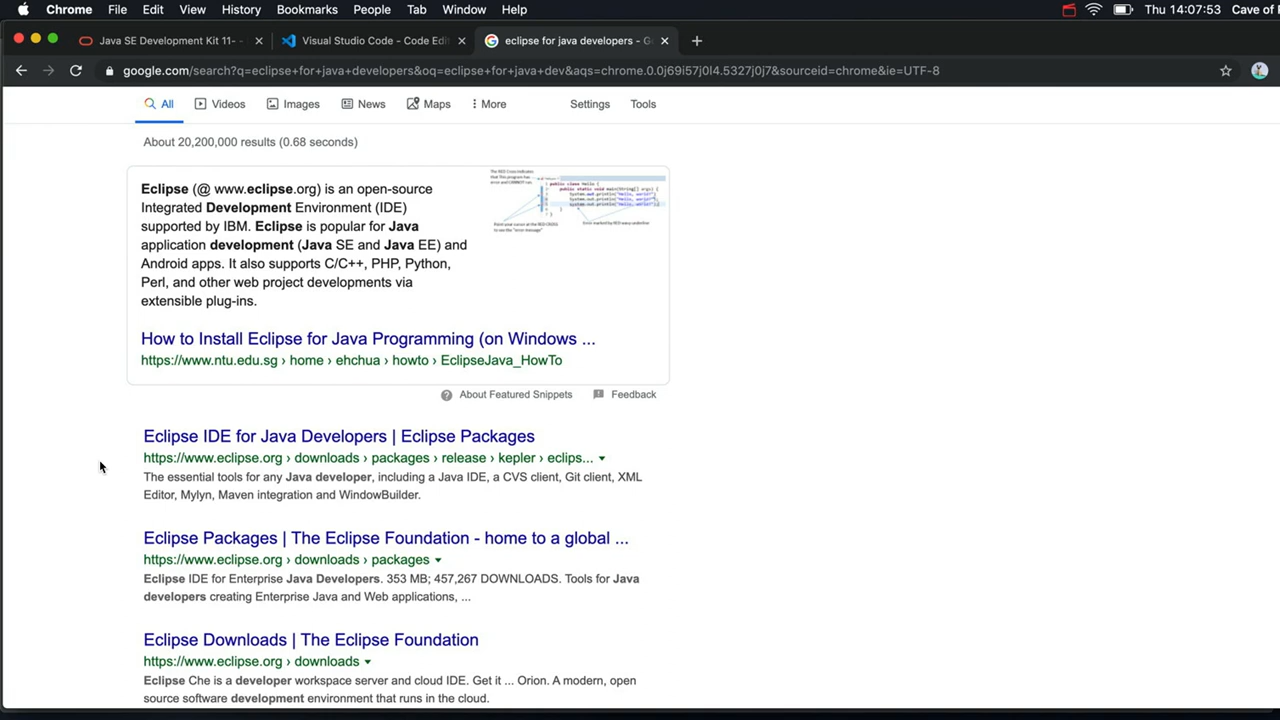 Chrome File Edit View History Bookmarks People Tab Window Help Thu 14:07:53 Cave of
Java SE Development Kit 11- Visual Studio Code - Code Edit eclipse for java developers - G
google.com/search?q=eclipse+for+java+developers&oq=eclipse+for+java+dev&aqs=chrome.0.0j69i57j0l4.5327j0j7&sourceid=chrome&ie=UTF-8
All Videos Images News Maps More Settings Tools
About 20,200,000 results (0.68 seconds)
Eclipse (@ www.eclipse.org) is an open-source
Integrated Development Environment (IDE)
supported by IBM. Eclipse is popular for Java
application development (Java SE and Java EE) and
Android apps. It also supports C/C++, PHP, Python,
Perl, and other web project developments via
extensible plug-ins.
How to Install Eclipse for Java Programming (on Windows ...
https://www.ntu.edu.sg › home › ehchua › howto › EclipseJava_HowTo
About Featured Snippets Feedback
Eclipse IDE for Java Developers | Eclipse Packages
https://www.eclipse.org › downloads › packages › release › kepler › eclips...
The essential tools for any Java developer, including a Java IDE, a CVS client, Git client, XML
Editor, Mylyn, Maven integration and WindowBuilder.
Eclipse Packages | The Eclipse Foundation - home to a global ...
https://www.eclipse.org › downloads › packages
Eclipse IDE for Enterprise Java Developers. 353 MB; 457,267 DOWNLOADS. Tools for Java
developers creating Enterprise Java and Web applications, ...
Eclipse Downloads | The Eclipse Foundation
https://www.eclipse.org › downloads
Eclipse Che is a developer workspace server and cloud IDE. Get it ... Orion. A modern, open
source software development environment that runs in the cloud.